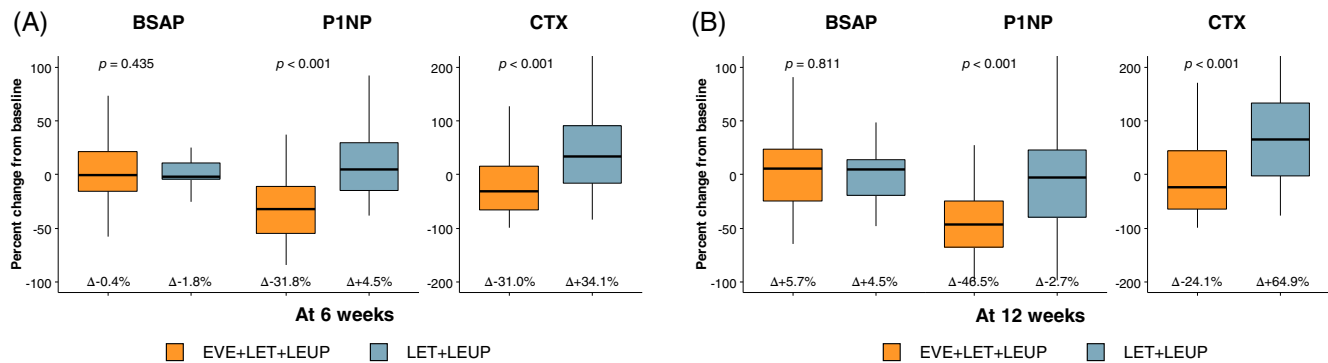 (A) BSAP P1NP CTX
Percent change from baseline
100
50
0
-50
-100
p = 0.435
p < 0.001
Δ-0.4% Δ-1.8% Δ-31.8% Δ+4.5%
200
100
0
-100
-200
p < 0.001
Δ-31.0% Δ+34.1%
At 6 weeks
EVE+LET+LEUP LET+LEUP
(B) BSAP P1NP CTX
Percent change from baseline
100
50
0
-50
-100
p = 0.811
p < 0.001
Δ+5.7% Δ+4.5% Δ-46.5% Δ-2.7%
200
100
0
-100
-200
p < 0.001
Δ-24.1% Δ+64.9%
At 12 weeks
EVE+LET+LEUP LET+LEUP